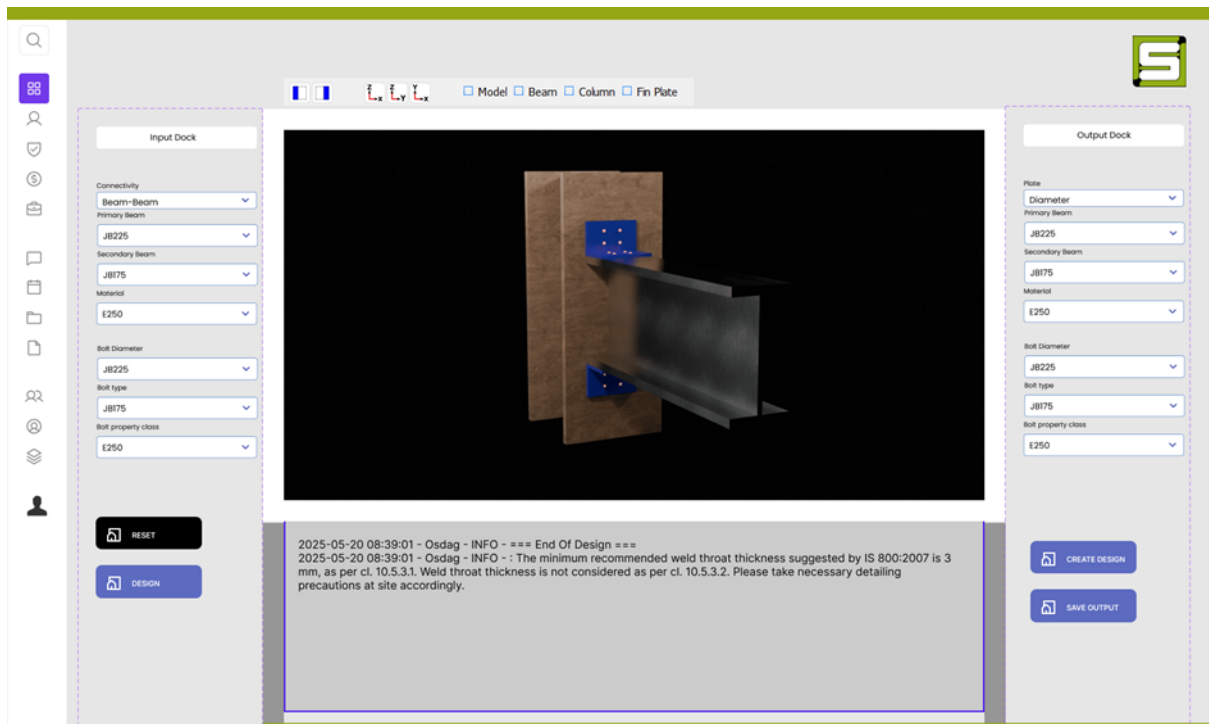 Z
X
Z
Y
Y
X
Model
Beam
Column
Fin Plate
Input Dock
Connectivity
Beam-Beam
Primary Beam
JB225
Secondary Beam
JB175
Material
E250
Bolt Diameter
JB225
Bolt type
JB175
Bolt property class
E250
RESET
DESIGN
2025-05-20 08:39:01 - Osdag - INFO - === End Of Design ===
2025-05-20 08:39:01 - Osdag - INFO - : The minimum recommended weld throat thickness suggested by IS 800:2007 is 3
mm, as per cl. 10.5.3.1. Weld throat thickness is not considered as per cl. 10.5.3.2. Please take necessary detailing
precautions at site accordingly.
S
Output Dock
Plate
Diameter
Primary Beam
JB225
Secondary Beam
JB175
Material
E250
Bolt Diameter
JB225
Bolt type
JB175
Bolt property class
E250
CREATE DESIGN
SAVE OUTPUT